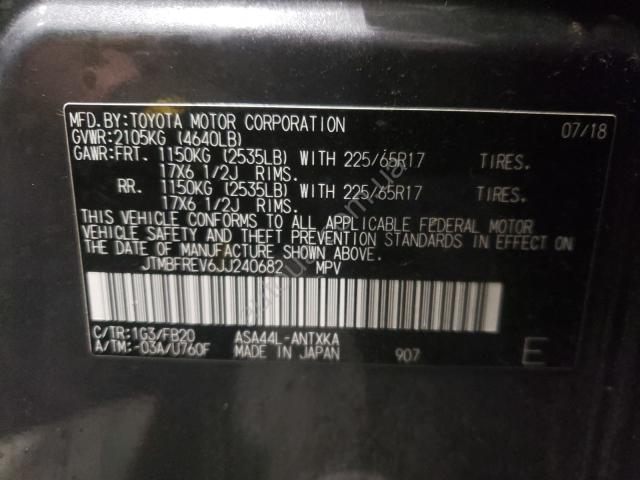 MFD.BY:TOYOTA MOTOR CORPORATION 07/18
GVWR:2105KG (4640LB)
GAWR:FRT. 1150KG (2535LB) WITH 225/65R17 TIRES.
17X6 1/2J RIMS.
RR. 1150KG (2535LB) WITH 225/65R17 TIRES.
17X6 1/2J RIMS.
THIS VEHICLE CONFORMS TO ALL APPLICABLE FEDERAL MOTOR
VEHICLE SAFETY AND THEFT PREVENTION STANDARDS IN EFFECT ON
THE DATE OF MANUFACTURE SHOWN ABOVE.
JTMBFREV6JJ240682 MPV
C/TR:1G3/FB20 ASA44L-ANTXKA
A/TM:-03A/U760F MADE IN JAPAN 907 E